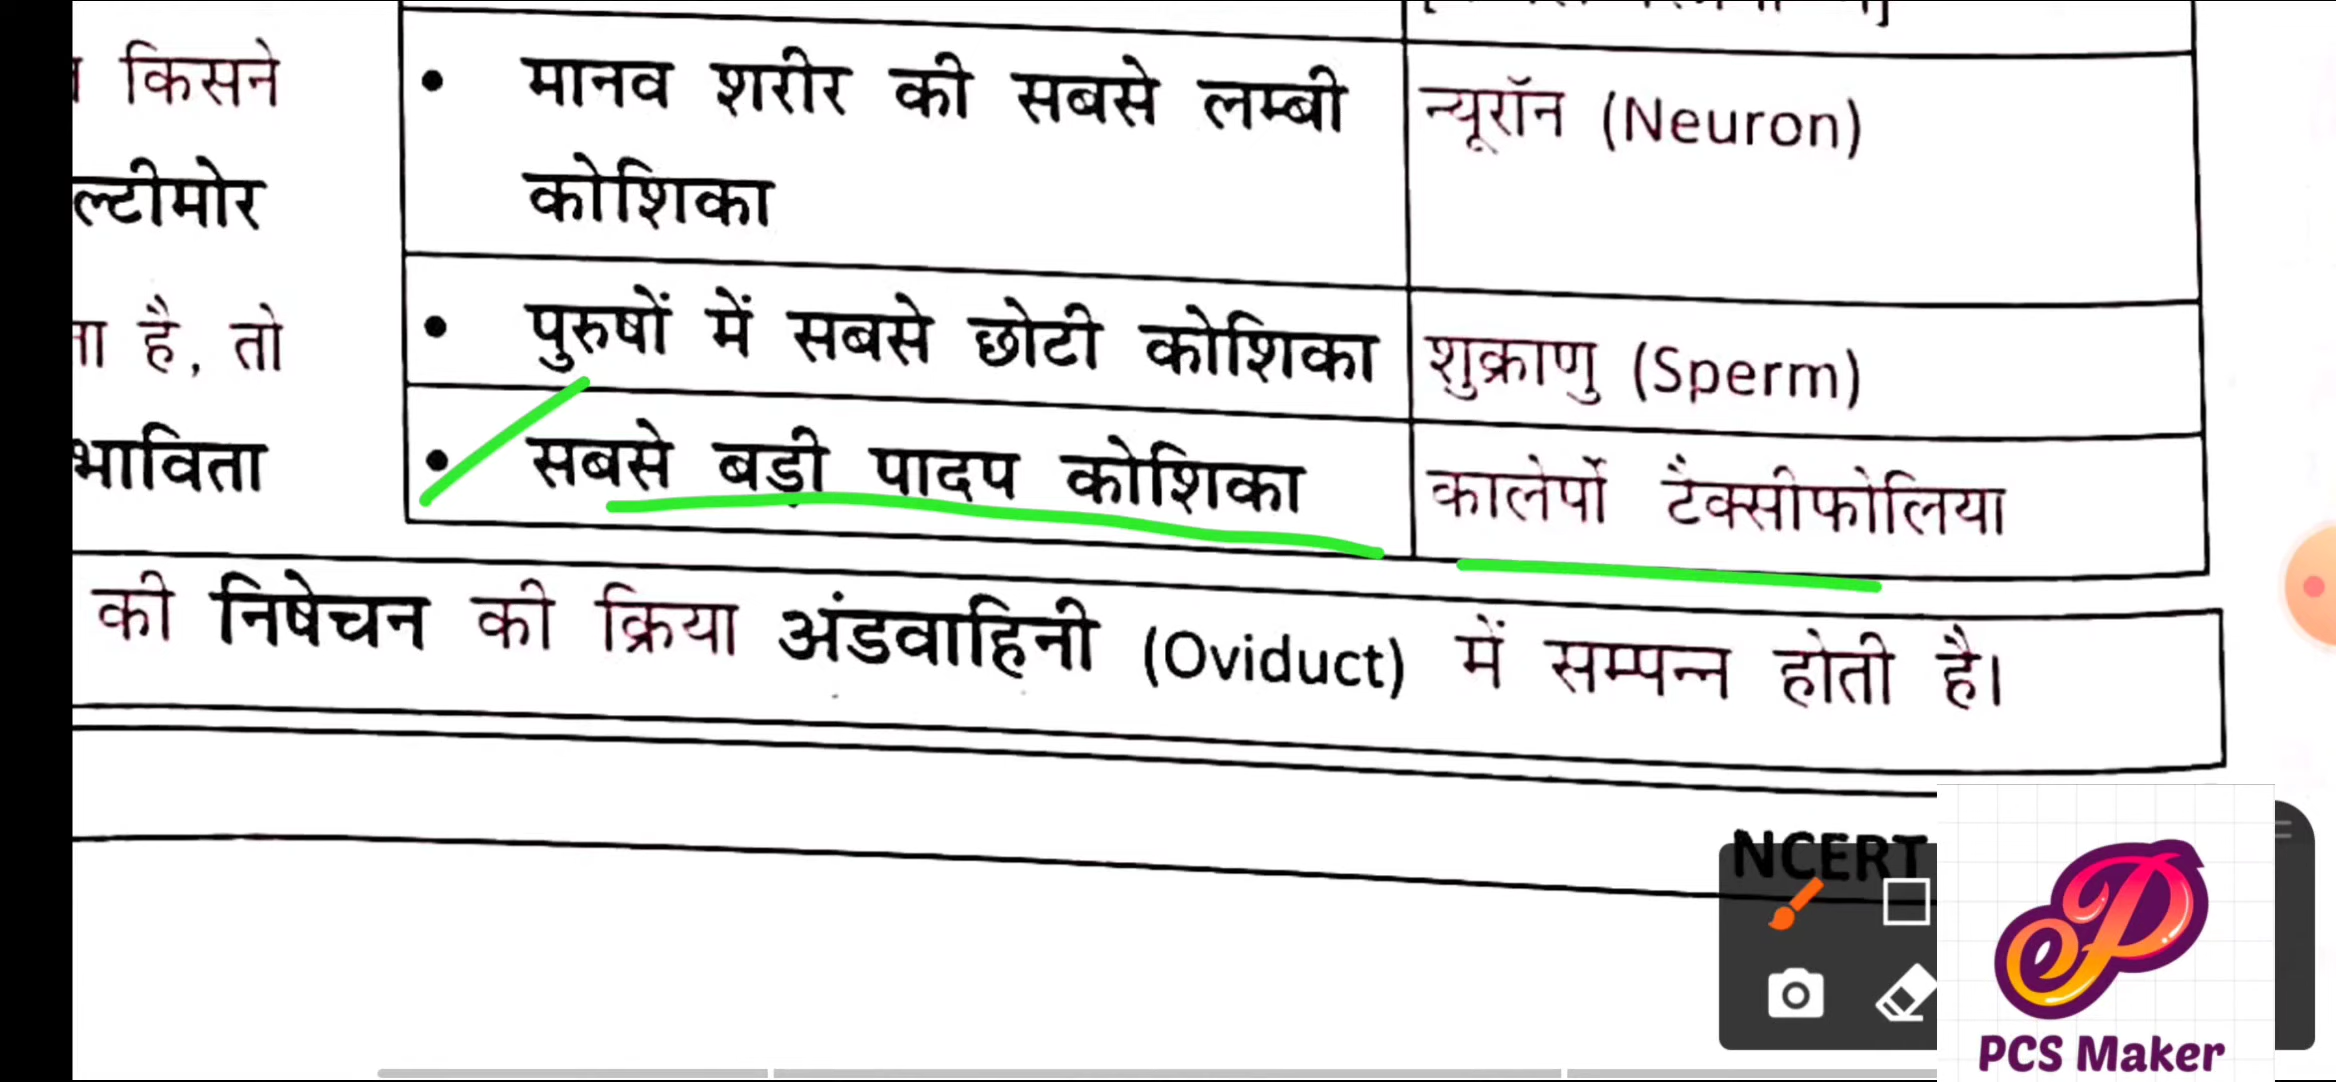 किसने
ल्टीमोर
है, तो
भाविता
• मानव शरीर की सबसे लम्बी
कोशिका
न्यूरॉन (Neuron)
• पुरुषों में सबसे छोटी कोशिका
शुक्राणु (Sperm)
• सबसे बड़ी पादप कोशिका
कालेर्पो टैक्सीफोलिया
की निषेचन की क्रिया अंडवाहिनी (Oviduct) में सम्पन्न होती है।
NCERT
PCS Maker